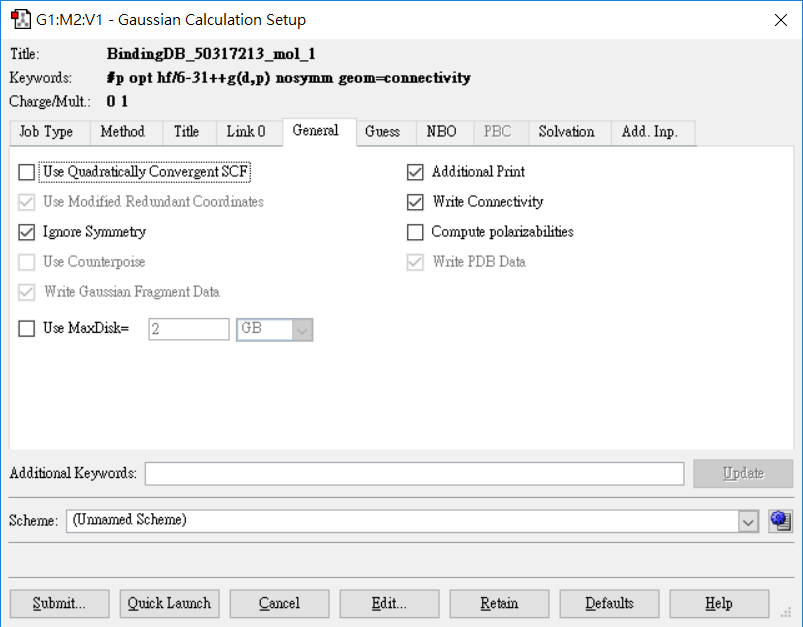 G1:M2:V1 - Gaussian Calculation Setup
Title: BindingDB_50317213_mol_1
Keywords: #p opt hf/6-31++g(d,p) nosymm geom=connectivity
Charge/Mult.: 0 1
Job Type Method Title Link 0 General Guess NBO PBC Solvation Add. Inp.
Use Quadratically Convergent SCF Additional Print
Use Modified Redundant Coordinates Write Connectivity
Ignore Symmetry Compute polarizabilities
Use Counterpoise Write PDB Data
Write Gaussian Fragment Data
Use MaxDisk= 2 GB
Additional Keywords: Update
Scheme: (Unnamed Scheme)
Submit... Quick Launch Cancel Edit... Retain Defaults Help